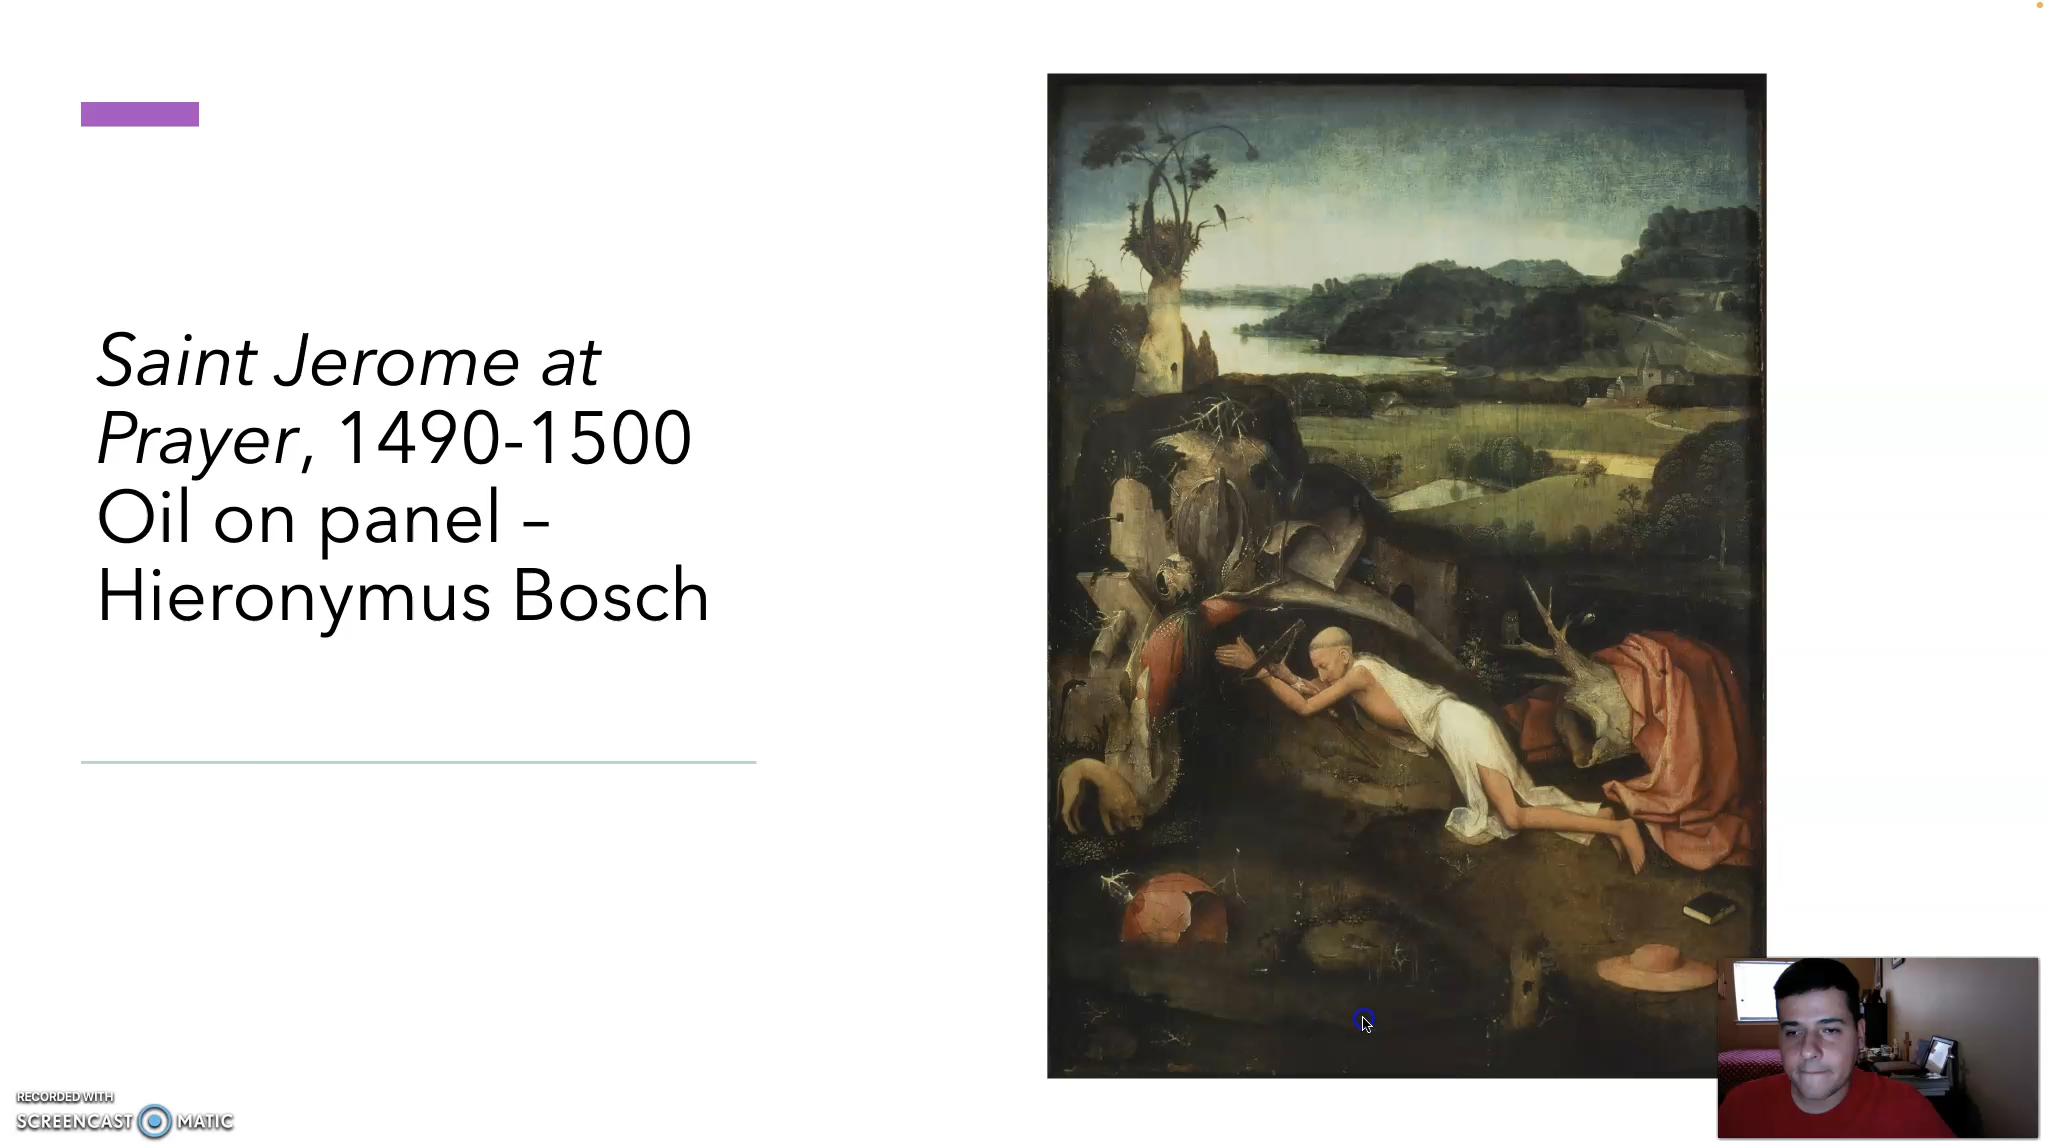 Saint Jerome at
Prayer, 1490-1500
Oil on panel –
Hieronymus Bosch
RECORDED WITH
SCREENCAST MATIC